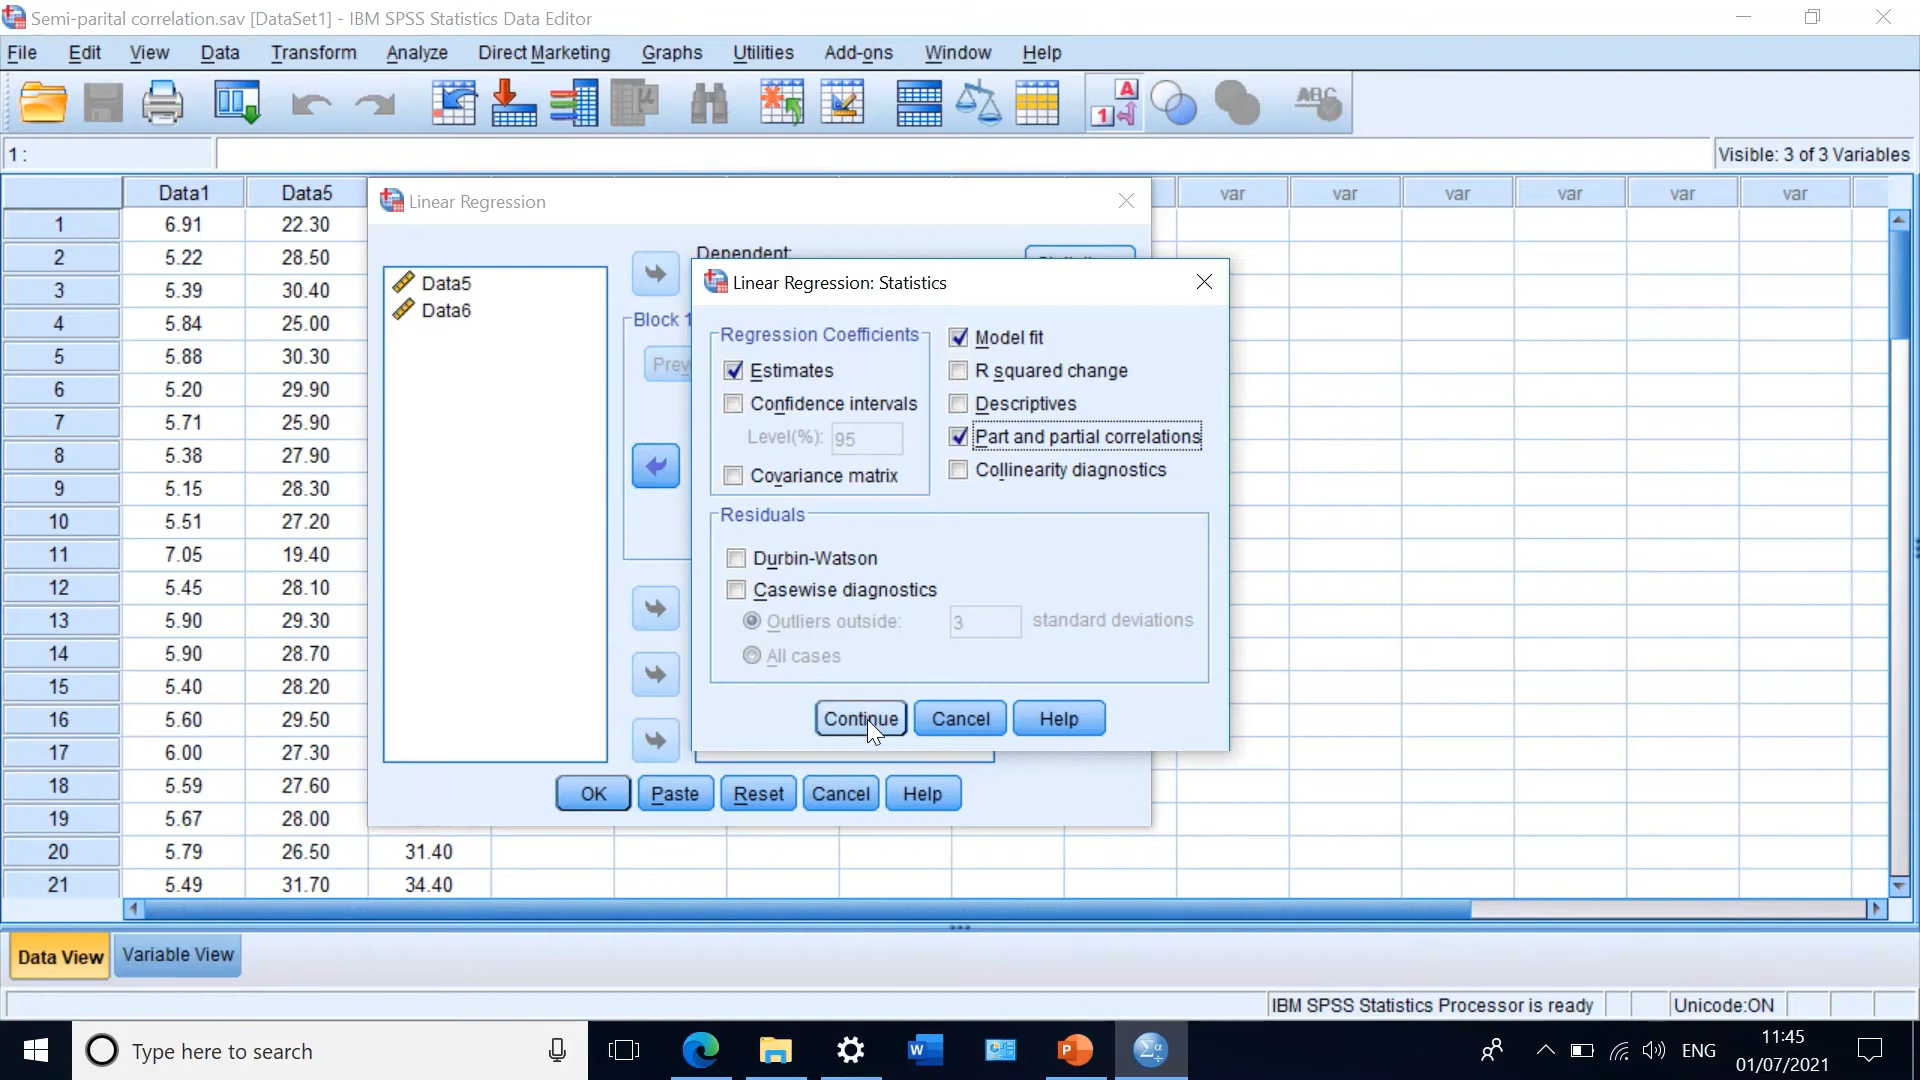 Semi-parital correlation.sav [DataSet1] - IBM SPSS Statistics Data Editor
File Edit View Data Transform Analyze Direct Marketing Graphs Utilities Add-ons Window Help
1 :
Visible: 3 of 3 Variables
Data1 Data5 var var var var var var
1 6.91 22.30
2 5.22 28.50
3 5.39 30.40
4 5.84 25.00
5 5.88 30.30
6 5.20 29.90
7 5.71 25.90
8 5.38 27.90
9 5.15 28.30
10 5.51 27.20
11 7.05 19.40
12 5.45 28.10
13 5.90 29.30
14 5.90 28.70
15 5.40 28.20
16 5.60 29.50
17 6.00 27.30
18 5.59 27.60
19 5.67 28.00
20 5.79 26.50 31.40
21 5.49 31.70 34.40
Linear Regression
Dependent:
Data5
Data6
Block 1
Prev
OK Paste Reset Cancel Help
Linear Regression: Statistics
Regression Coefficients
Estimates
Confidence intervals
Level(%): 95
Covariance matrix
Model fit
R squared change
Descriptives
Part and partial correlations
Collinearity diagnostics
Residuals
Durbin-Watson
Casewise diagnostics
Outliers outside: 3 standard deviations
All cases
Continue Cancel Help
Data View Variable View
IBM SPSS Statistics Processor is ready Unicode:ON
Type here to search
ENG
11:45
01/07/2021